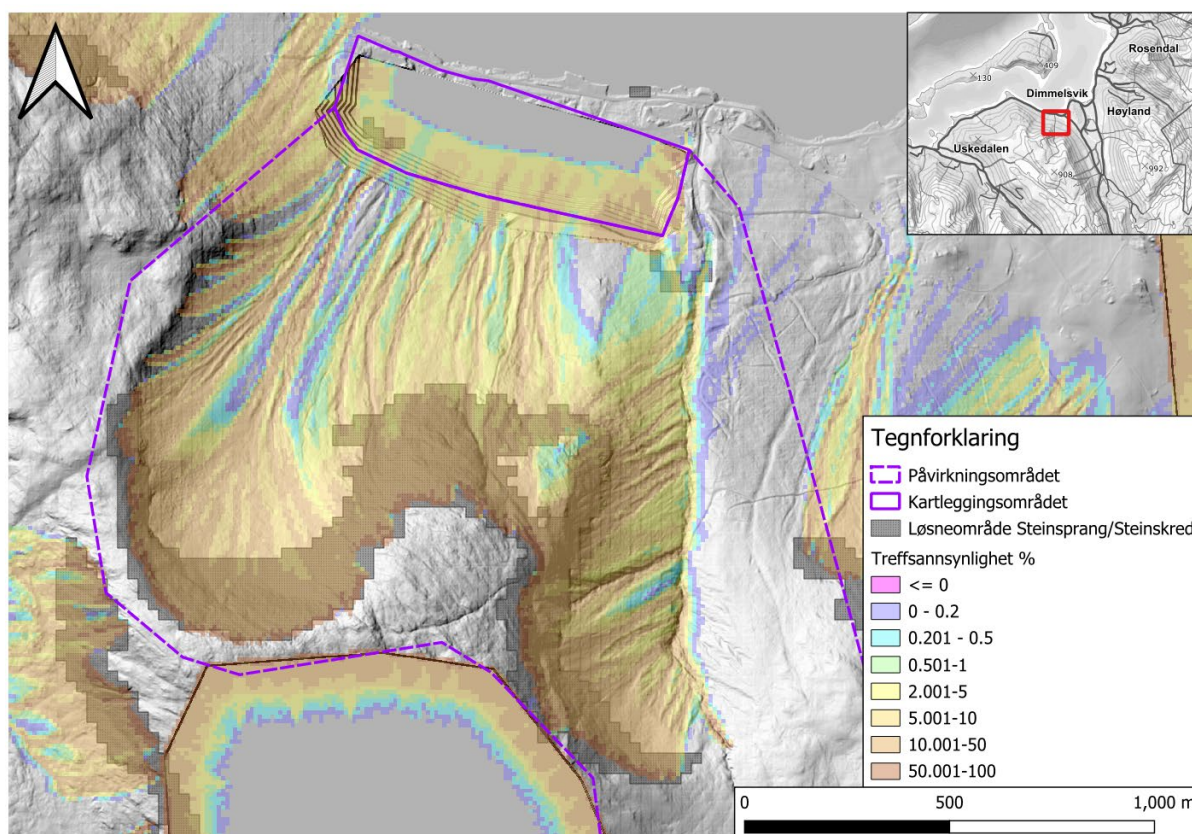 Rosendal
409
130
Dimmelsvik
Høyland
Uskedalen
908
992
Tegnforklaring
Påvirkningsområdet
Kartleggingsområdet
Løsneområde Steinsprang/Steinskred
Treffsannsynlighet %
<= 0
0 - 0.2
0.201 - 0.5
0.501-1
2.001-5
5.001-10
10.001-50
50.001-100
0 500 1,000 m